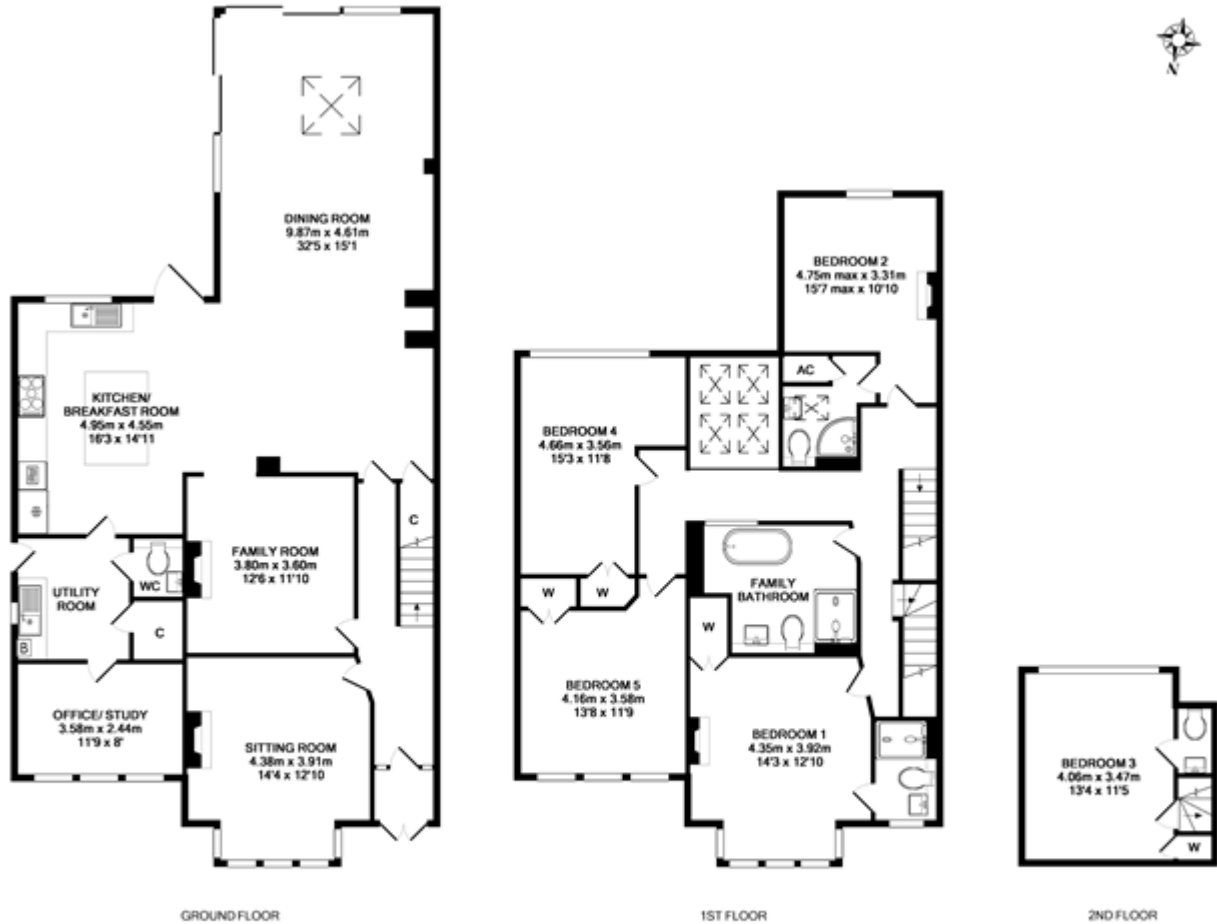 N
DINING ROOM
9.87m x 4.61m
32'5 x 15'1
KITCHEN/
BREAKFAST ROOM
4.95m x 4.55m
16'3 x 14'11
C
FAMILY ROOM
3.80m x 3.60m
12'6 x 11'10
WC
UTILITY
ROOM
C
B
OFFICE/ STUDY
3.58m x 2.44m
11'9 x 8'
SITTING ROOM
4.38m x 3.91m
14'4 x 12'10
GROUND FLOOR
BEDROOM 2
4.75m max x 3.31m
15'7 max x 10'10
AC
BEDROOM 4
4.66m x 3.56m
15'3 x 11'8
W
W
FAMILY
BATHROOM
W
BEDROOM 5
4.16m x 3.58m
13'8 x 11'9
BEDROOM 1
4.35m x 3.92m
14'3 x 12'10
1ST FLOOR
BEDROOM 3
4.06m x 3.47m
13'4 x 11'5
W
2ND FLOOR